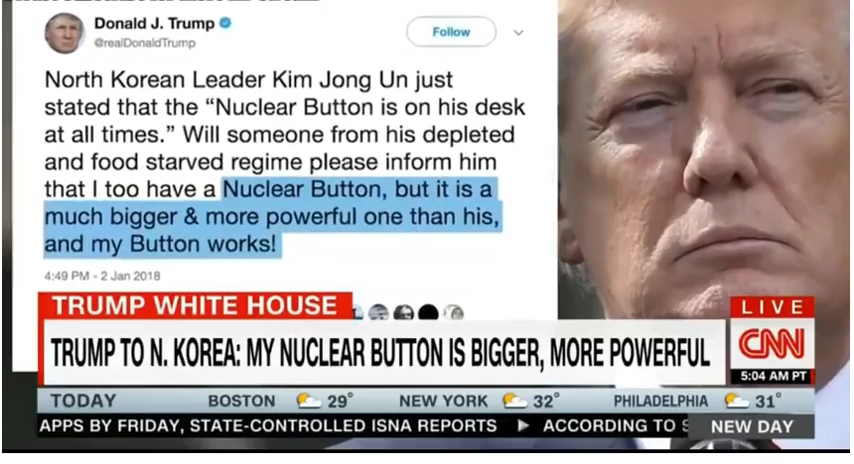 Donald J. Trump
@realDonaldTrump
Follow
North Korean Leader Kim Jong Un just
stated that the “Nuclear Button is on his desk
at all times.” Will someone from his depleted
and food starved regime please inform him
that I too have a Nuclear Button, but it is a
much bigger & more powerful one than his,
and my Button works!
4:49 PM - 2 Jan 2018
TRUMP WHITE HOUSE
LIVE
TRUMP TO N. KOREA: MY NUCLEAR BUTTON IS BIGGER, MORE POWERFUL
CNN
5:04 AM PT
TODAY BOSTON 29° NEW YORK 32° PHILADELPHIA 31°
APPS BY FRIDAY, STATE-CONTROLLED ISNA REPORTS ▶ ACCORDING TO
NEW DAY